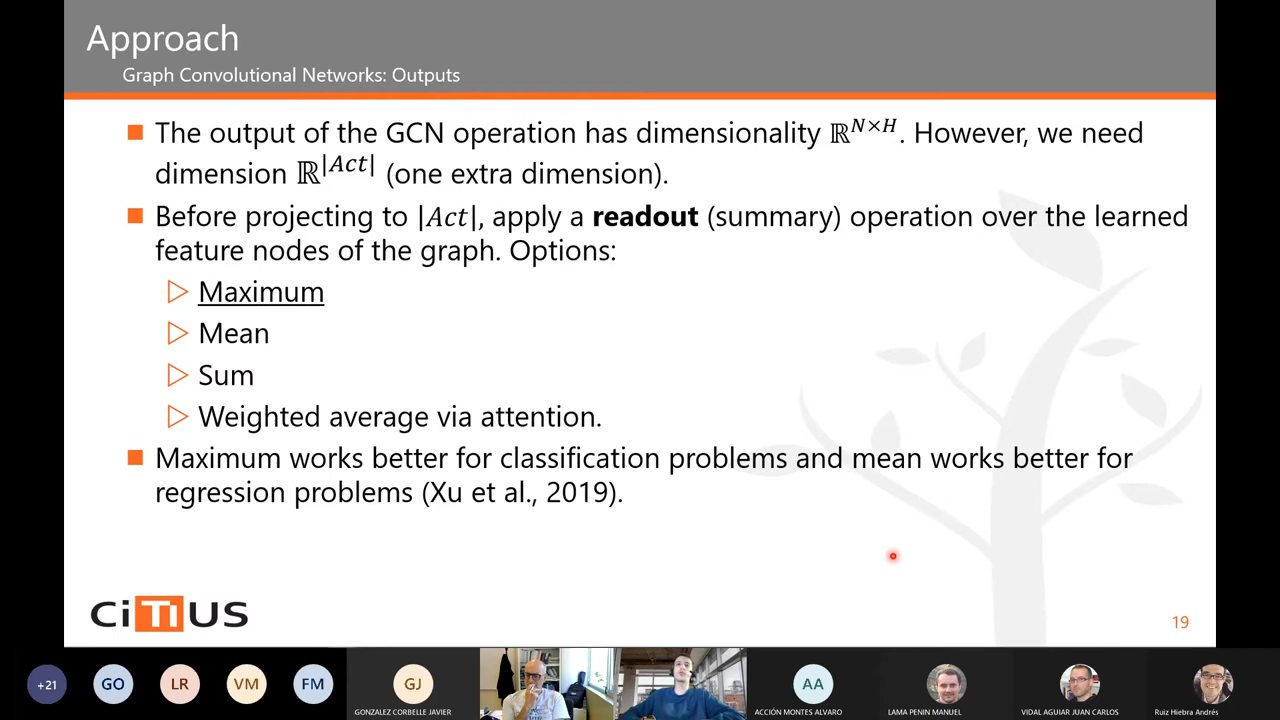 Approach
Graph Convolutional Networks: Outputs
■ The output of the GCN operation has dimensionality ℝ^{N×H}. However, we need
dimension ℝ^{|Act|} (one extra dimension).
■ Before projecting to |Act|, apply a readout (summary) operation over the learned
feature nodes of the graph. Options:
▷ Maximum
▷ Mean
▷ Sum
▷ Weighted average via attention.
■ Maximum works better for classification problems and mean works better for
regression problems (Xu et al., 2019).
CiTIUS
19
+21
GO
LR
VM
FM
GJ
AA
GONZALEZ CORBELLE JAVIER
ACCIÓN MONTES ALVARO
LAMA PENIN MANUEL
VIDAL AGUIAR JUAN CARLOS
Ruiz Hiebra Andrés